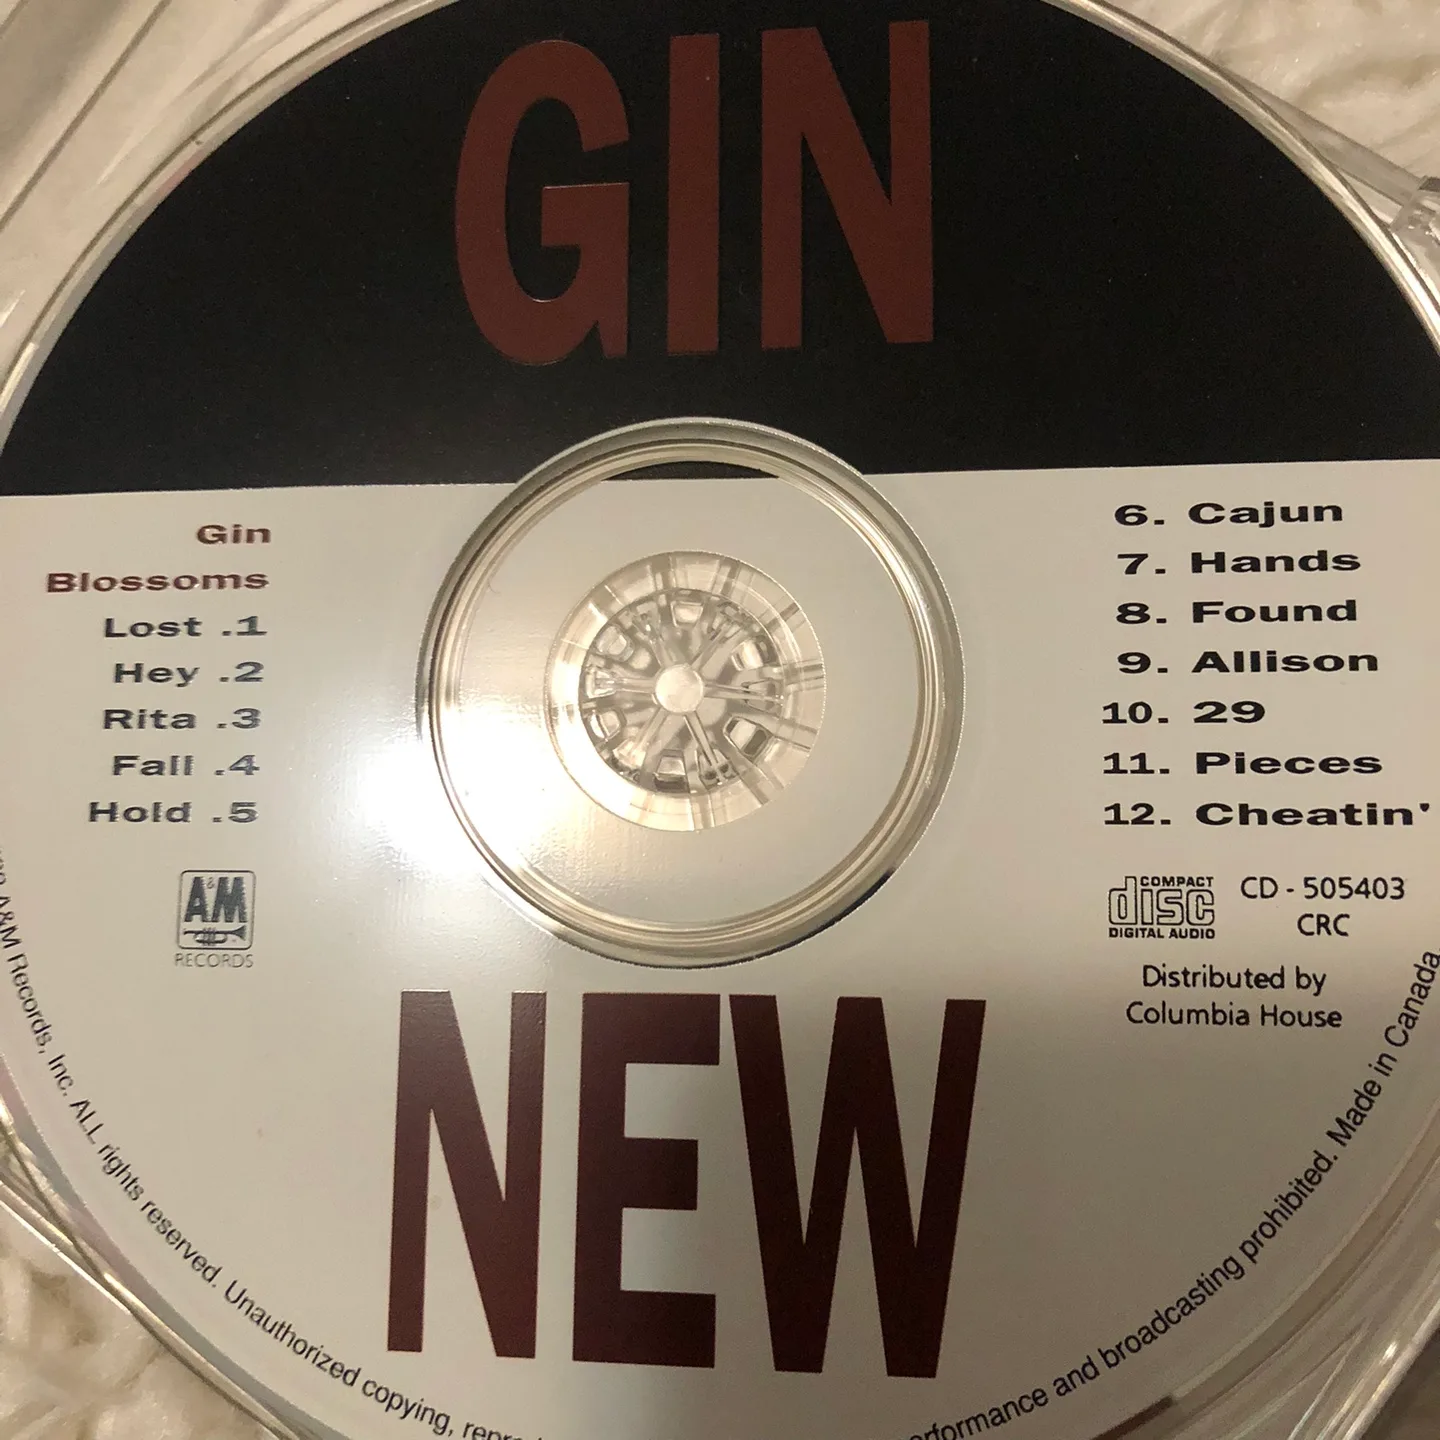 GIN
Gin
Blossoms
Lost .1
Hey .2
Rita .3
Fall .4
Hold .5
6. Cajun
7. Hands
8. Found
9. Allison
10. 29
11. Pieces
12. Cheatin'
A&M
RECORDS
COMPACT
disc
DIGITAL AUDIO
CD - 505403
CRC
Distributed by
Columbia House
NEW
A&M Records, Inc. ALL rights reserved. Unauthorized copying, and broadcasting prohibited. Made in Canada.